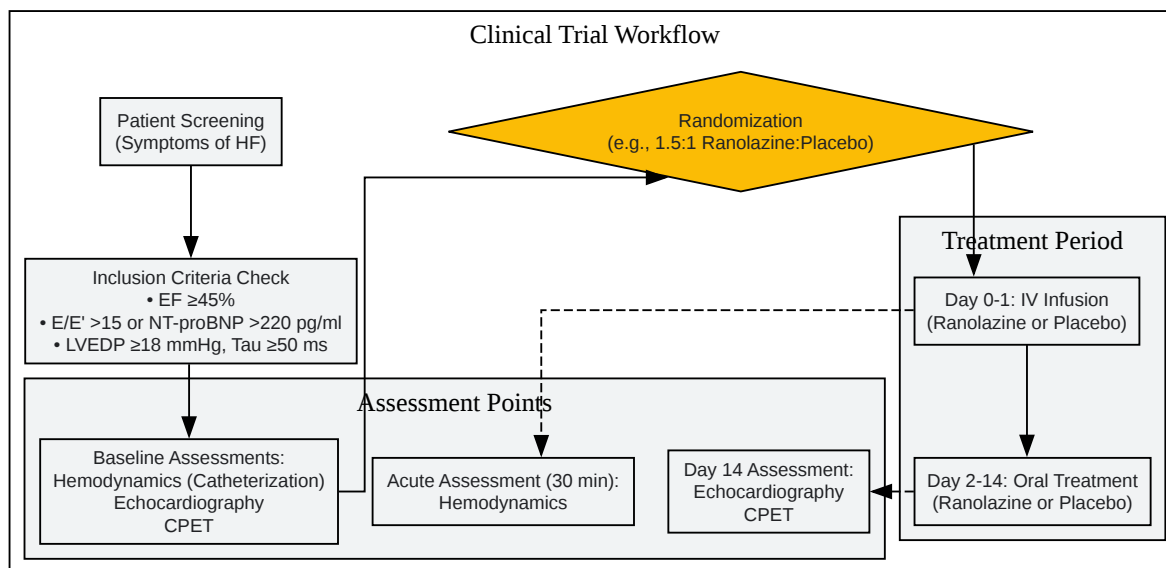 Clinical Trial Workflow
Patient Screening
(Symptoms of HF)
Randomization
(e.g., 1.5:1 Ranolazine:Placebo)
Inclusion Criteria Check
• EF ≥45%
• E/E' >15 or NT-proBNP >220 pg/ml
• LVEDP ≥18 mmHg, Tau ≥50 ms
Treatment Period
Day 0-1: IV Infusion
(Ranolazine or Placebo)
Assessment Points
Baseline Assessments:
Hemodynamics (Catheterization)
Echocardiography
CPET
Acute Assessment (30 min):
Hemodynamics
Day 14 Assessment:
Echocardiography
CPET
Day 2-14: Oral Treatment
(Ranolazine or Placebo)